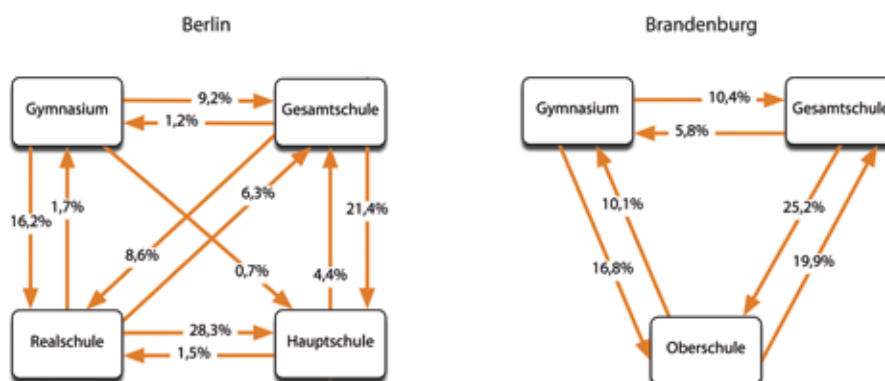 Berlin
Brandenburg
Gymnasium
9,2%
1,2%
Gesamtschule
16,2%
1,7%
6,3%
21,4%
8,6%
0,7%
4,4%
Realschule
28,3%
1,5%
Hauptschule
Gymnasium
10,4%
5,8%
Gesamtschule
10,1%
25,2%
16,8%
19,9%
Oberschule